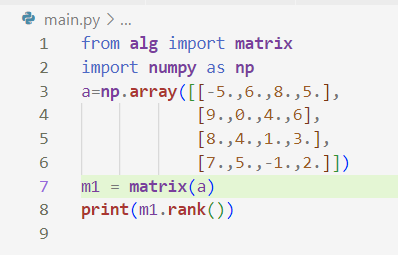 main.py > ...
1 from alg import matrix
2 import numpy as np
3 a=np.array([[-5.,6.,8.,5.],
4 [9.,0.,4.,6],
5 [8.,4.,1.,3.],
6 [7.,5.,-1.,2.]])
7 m1 = matrix(a)
8 print(m1.rank())
9